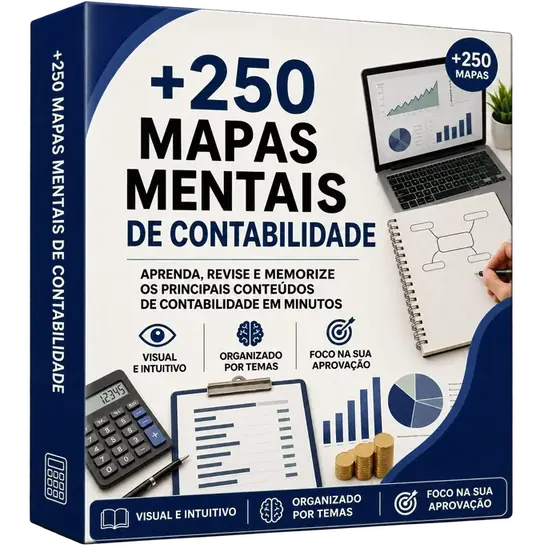 +250 MAPAS MENTAIS DE CONTABILIDADE
+250
MAPAS
MENTAIS
DE CONTABILIDADE
+250
MAPAS
APRENDA, REVISE E MEMORIZE
OS PRINCIPAIS CONTEÚDOS
DE CONTABILIDADE EM MINUTOS
VISUAL
E INTUITIVO
ORGANIZADO
POR TEMAS
FOCO NA SUA
APROVAÇÃO
12345
VISUAL E INTUITIVO
ORGANIZADO
POR TEMAS
FOCO NA SUA
APROVAÇÃO